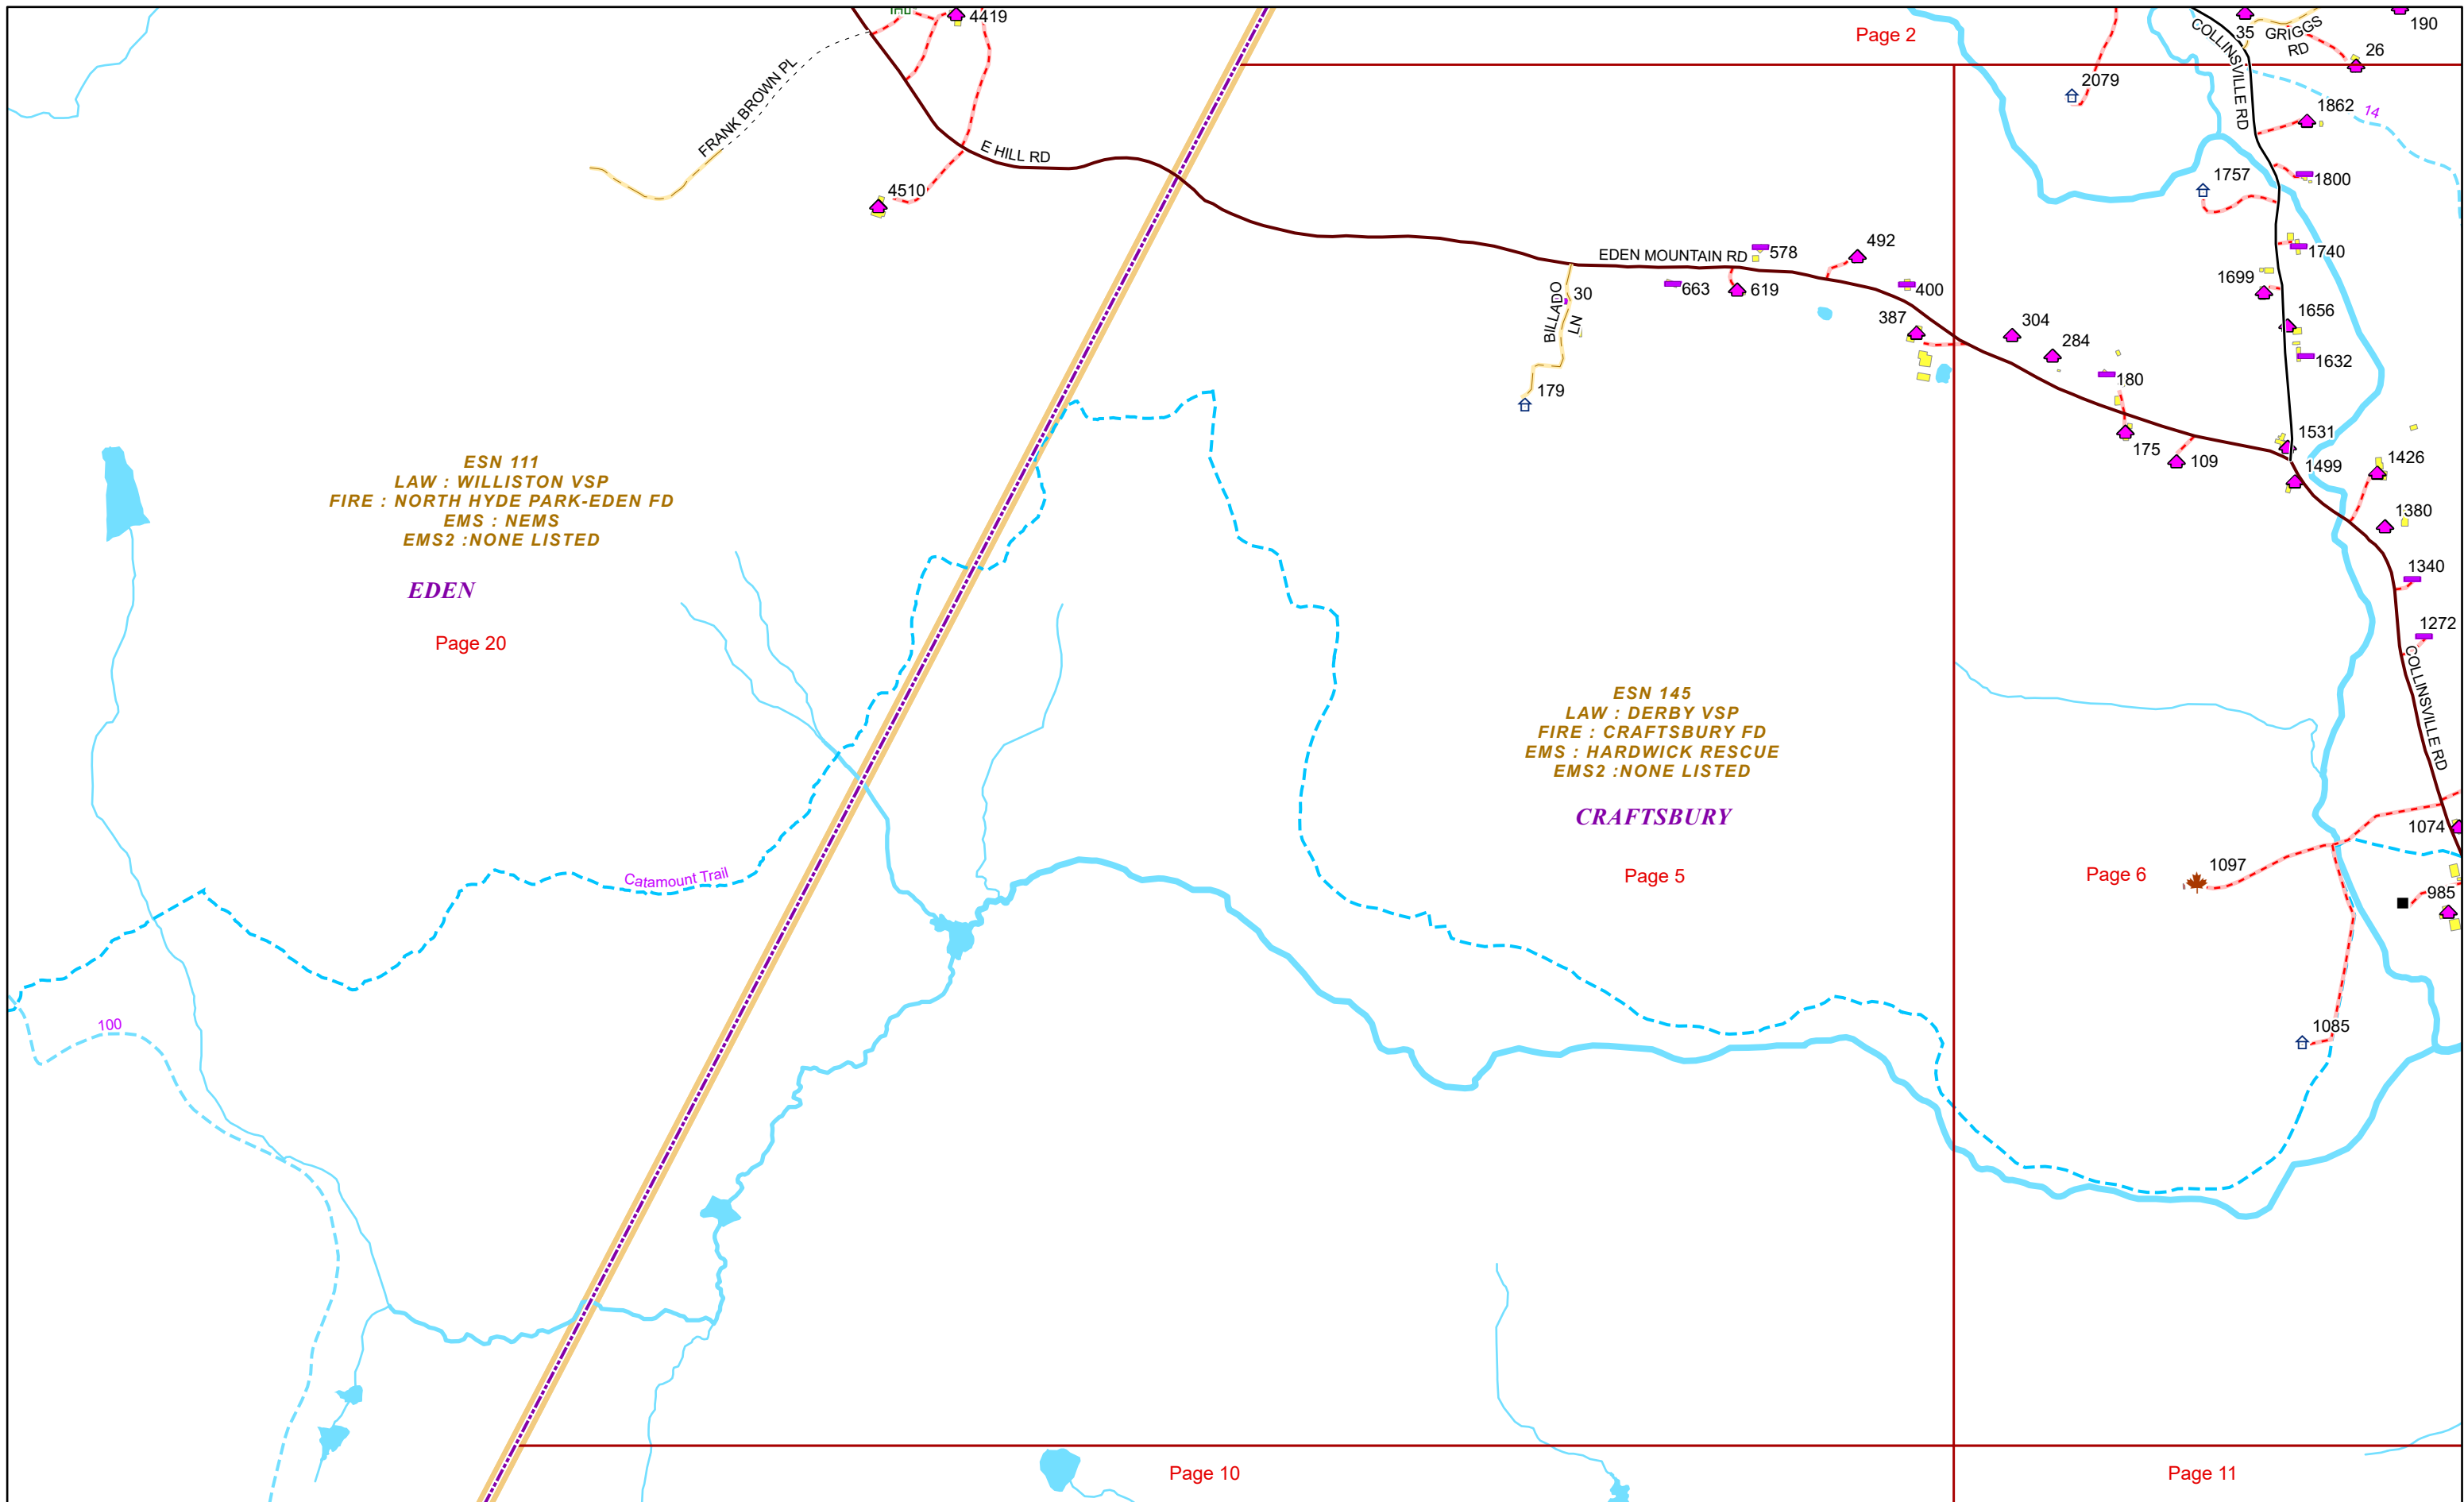 4419
Page 2
COLLINSVILLE RD
35
GRIGGS
RD
190
26
2079
FRANK BROWN PL
1862
14
E HILL RD
4510
1757
1800
EDEN MOUNTAIN RD
578
492
1740
663
619
400
1699
BILLADO
LN
30
387
304
284
1656
1632
179
180
175
109
1531
1499
1426
1380
1340
1272
COLLINSVILLE RD
ESN 111
LAW : WILLISTON VSP
FIRE : NORTH HYDE PARK-EDEN FD
EMS : NEMS
EMS2 :NONE LISTED
EDEN
Page 20
ESN 145
LAW : DERBY VSP
FIRE : CRAFTSBURY FD
EMS : HARDWICK RESCUE
EMS2 :NONE LISTED
CRAFTSBURY
Page 5
1074
1097
Page 6
985
Catamount Trail
100
1085
Page 10
Page 11